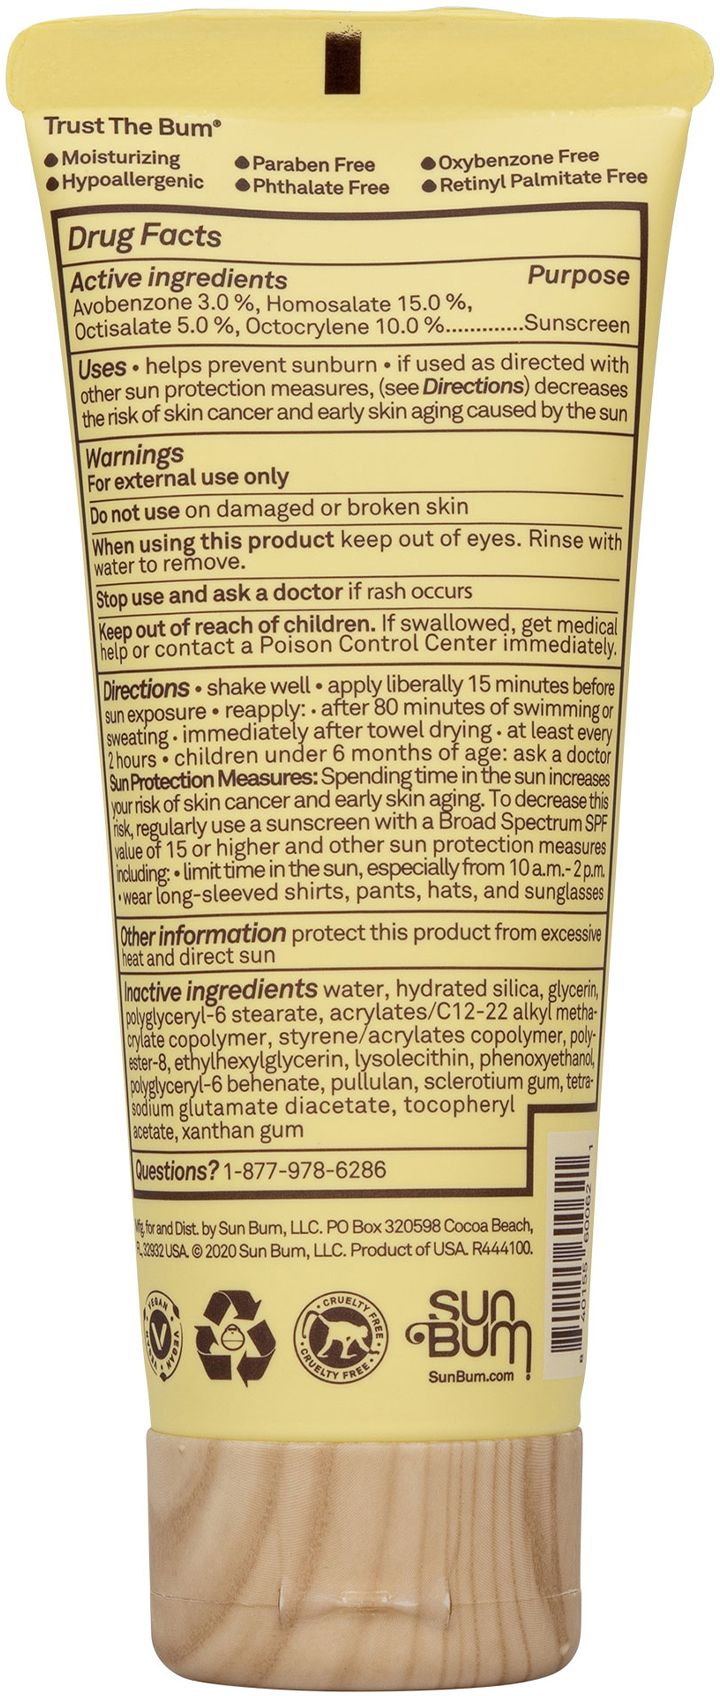 Trust The Bum®
Moisturizing
Paraben Free
Oxybenzone Free
Hypoallergenic
Phthalate Free
Retinyl Palmitate Free
Drug Facts
Active ingredients Purpose
Avobenzone 3.0 %, Homosalate 15.0 %,
Octisalate 5.0 %, Octocrylene 10.0 %.............Sunscreen
Uses • helps prevent sunburn • if used as directed with
other sun protection measures, (see Directions) decreases
the risk of skin cancer and early skin aging caused by the sun
Warnings
For external use only
Do not use on damaged or broken skin
When using this product keep out of eyes. Rinse with
water to remove.
Stop use and ask a doctor if rash occurs
Keep out of reach of children. If swallowed, get medical
help or contact a Poison Control Center immediately.
Directions • shake well • apply liberally 15 minutes before
sun exposure • reapply: • after 80 minutes of swimming or
sweating • immediately after towel drying • at least every
2 hours • children under 6 months of age: ask a doctor
Sun Protection Measures: Spending time in the sun increases
your risk of skin cancer and early skin aging. To decrease this
risk, regularly use a sunscreen with a Broad Spectrum SPF
value of 15 or higher and other sun protection measures
including: • limit time in the sun, especially from 10 a.m.- 2 p.m.
• wear long-sleeved shirts, pants, hats, and sunglasses
Other information protect this product from excessive
heat and direct sun
Inactive ingredients water, hydrated silica, glycerin,
polyglyceryl-6 stearate, acrylates/C12-22 alkyl metha-
crylate copolymer, styrene/acrylates copolymer, poly-
ester-8, ethylhexylglycerin, lysolecithin, phenoxyethanol,
polyglyceryl-6 behenate, pullulan, sclerotium gum, tetra-
sodium glutamate diacetate, tocopheryl
acetate, xanthan gum
Questions? 1-877-978-6286
Mfg. for and Dist. by Sun Bum, LLC. PO Box 320598 Cocoa Beach,
FL, 32932 USA. © 2020 Sun Bum, LLC. Product of USA. R444100.
VEGAN VEGAN
V
CRUELTY FREE
CRUELTY FREE
SUN
BUM
SunBum.com
8 40155 60062 1